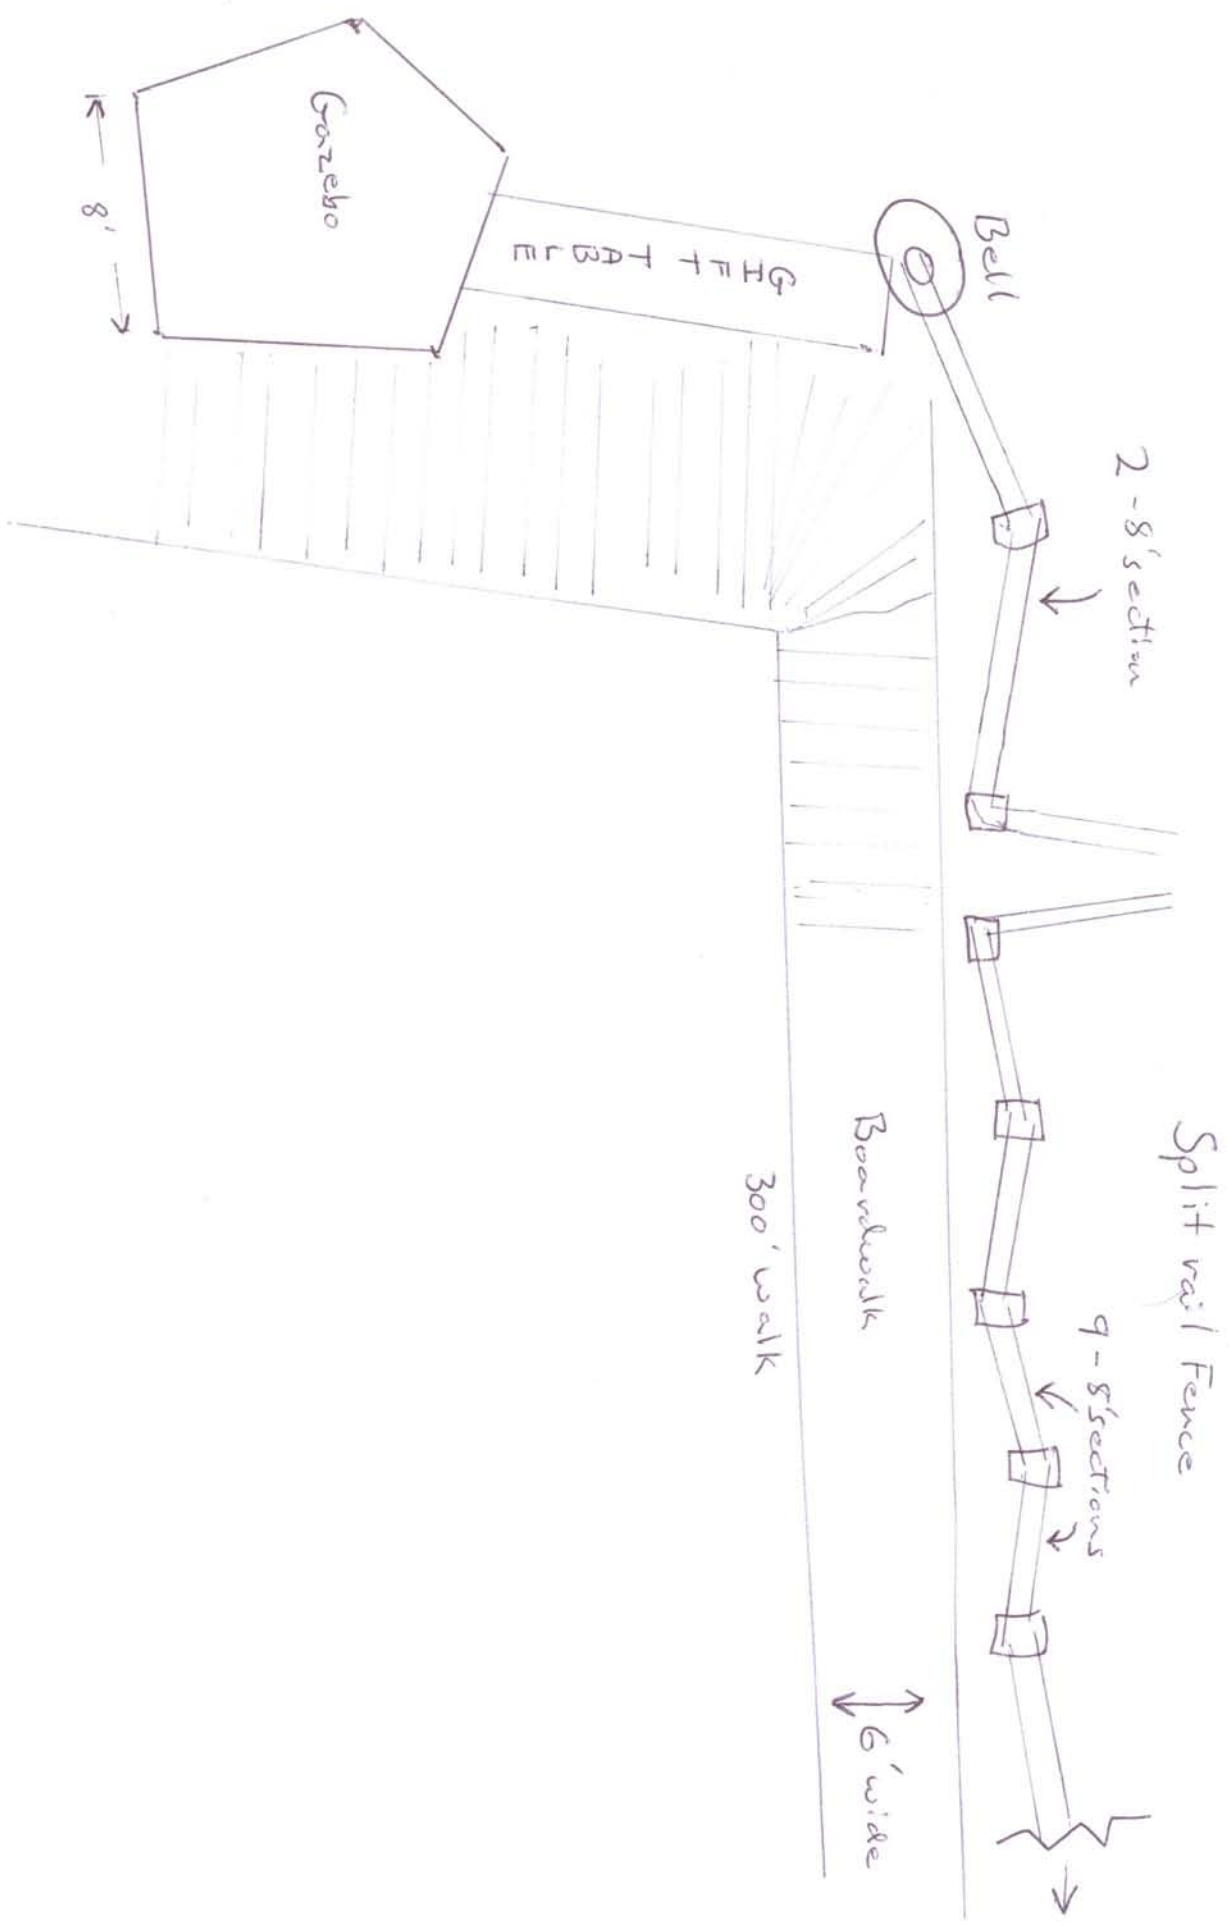 Split rail Fence
2-8' section
9-8' sections
Bell
GIFT TABLE
Gazebo
8'
Boardwalk
300' walk
6' wide